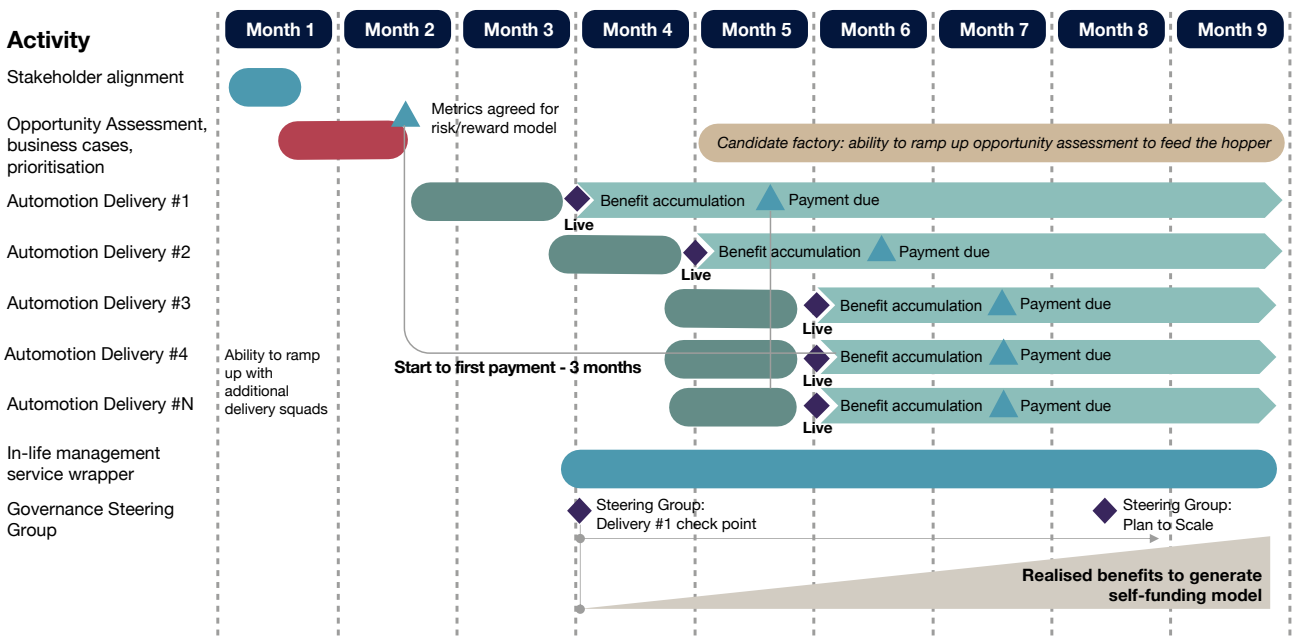 Activity
Month 1
Month 2
Month 3
Month 4
Month 5
Month 6
Month 7
Month 8
Month 9
Stakeholder alignment
Metrics agreed for
risk/reward model
Opportunity Assessment,
business cases,
prioritisation
Candidate factory: ability to ramp up opportunity assessment to feed the hopper
Automotion Delivery #1
Live
Benefit accumulation
Payment due
Automotion Delivery #2
Live
Benefit accumulation
Payment due
Automotion Delivery #3
Live
Benefit accumulation
Payment due
Automotion Delivery #4
Ability to ramp
up with
additional
delivery squads
Start to first payment - 3 months
Live
Benefit accumulation
Payment due
Automotion Delivery #N
Live
Benefit accumulation
Payment due
In-life management
service wrapper
Governance Steering
Group
Steering Group:
Delivery #1 check point
Steering Group:
Plan to Scale
Realised benefits to generate
self-funding model